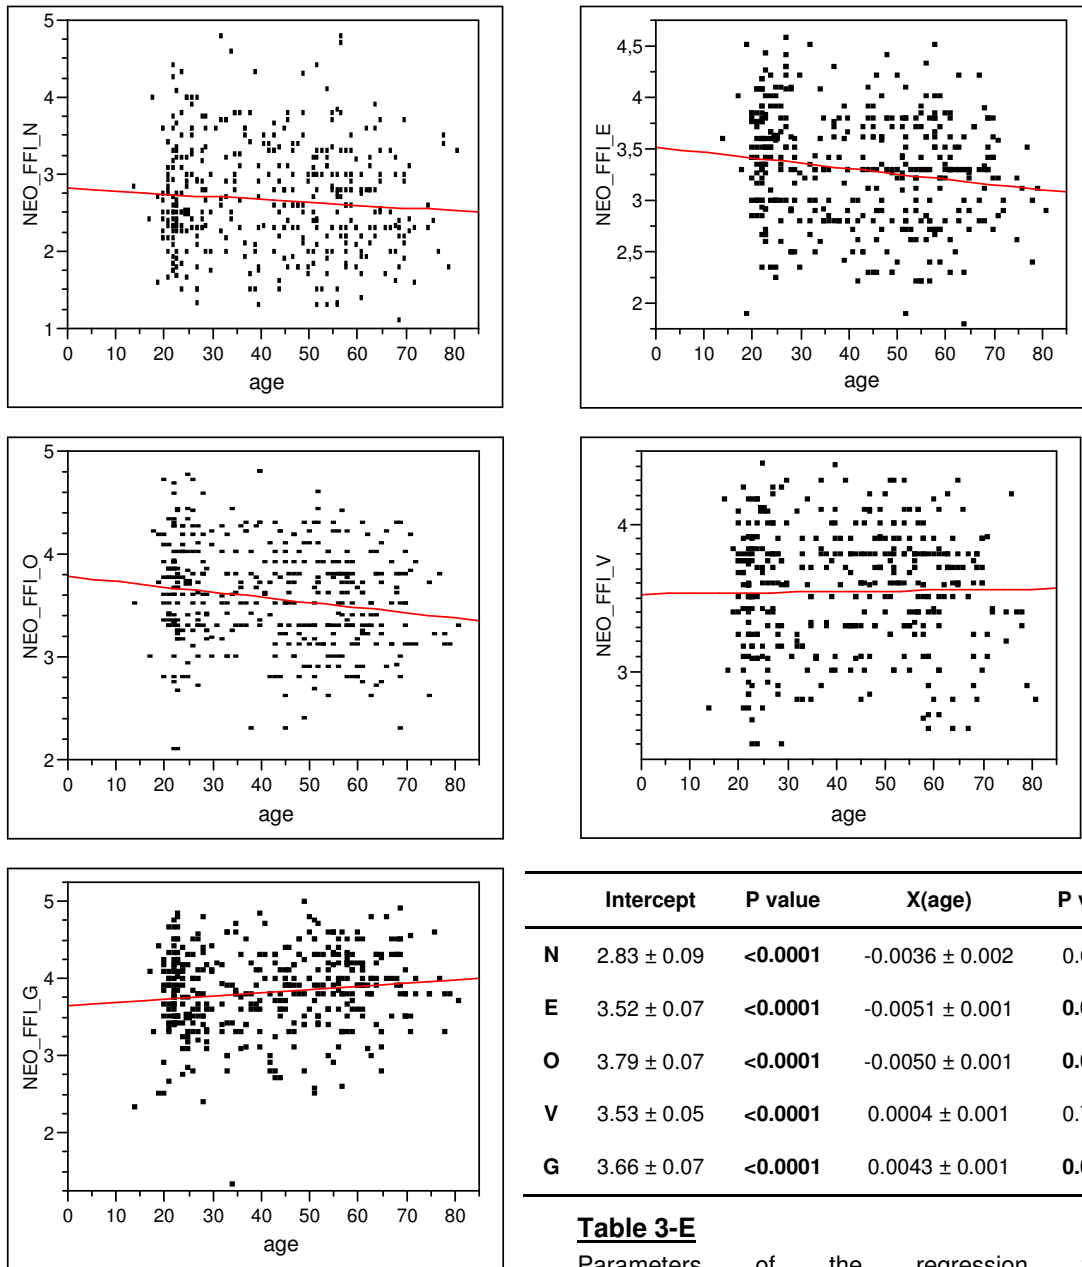 5
4
3
2
1
NEO_FFI_N
0 10 20 30 40 50 60 70 80
age
4,5
4
3,5
3
2,5
2
NEO_FFI_E
0 10 20 30 40 50 60 70 80
age
5
4
3
2
NEO_FFI_O
0 10 20 30 40 50 60 70 80
age
4
3
NEO_FFI_V
0 10 20 30 40 50 60 70 80
age
5
4
3
2
NEO_FFI_G
0 10 20 30 40 50 60 70 80
age
Intercept P value X(age) P
N 2.83 ± 0.09 <0.0001 -0.0036 ± 0.002
E 3.52 ± 0.07 <0.0001 -0.0051 ± 0.001
O 3.79 ± 0.07 <0.0001 -0.0050 ± 0.001
V 3.53 ± 0.05 <0.0001 0.0004 ± 0.001
G 3.66 ± 0.07 <0.0001 0.0043 ± 0.001
Table 3-E
Parameters of the regression